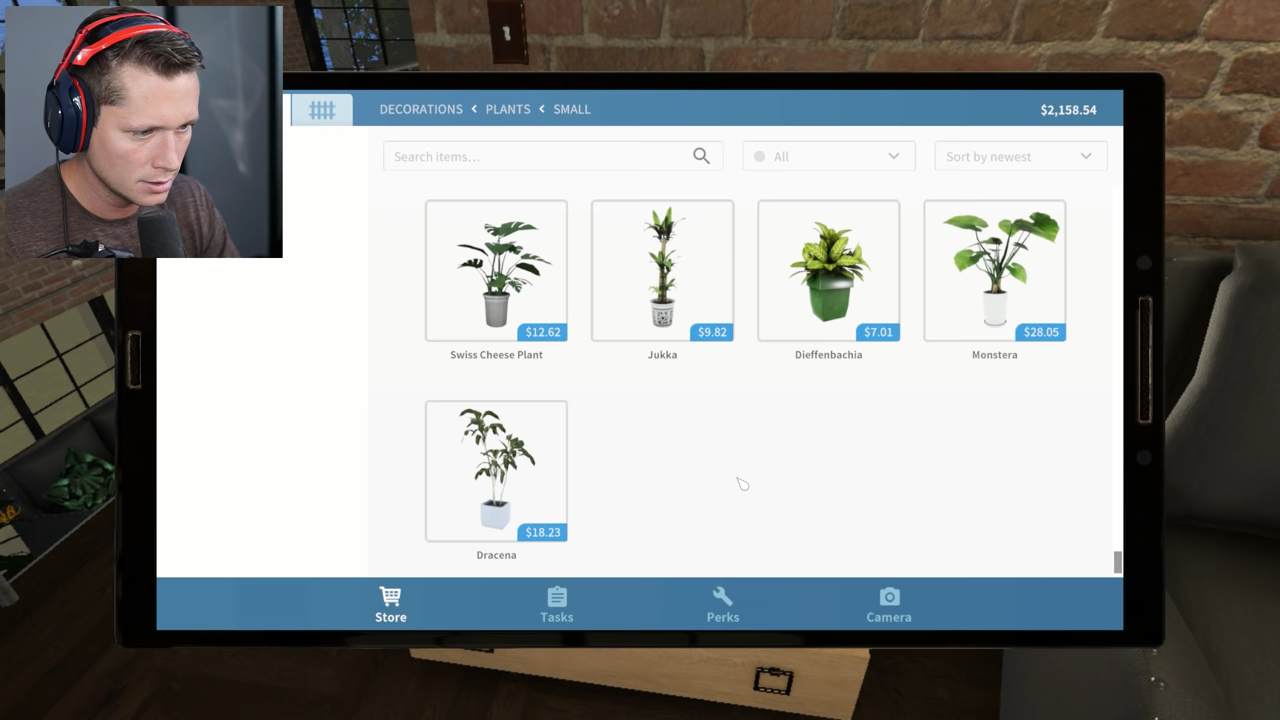 DECORATIONS < PLANTS < SMALL
$2,158.54
Search items...
All
Sort by newest
$12.62
$9.82
$7.01
$28.05
Swiss Cheese Plant
Jukka
Dieffenbachia
Monstera
$18.23
Dracena
Store
Tasks
Perks
Camera